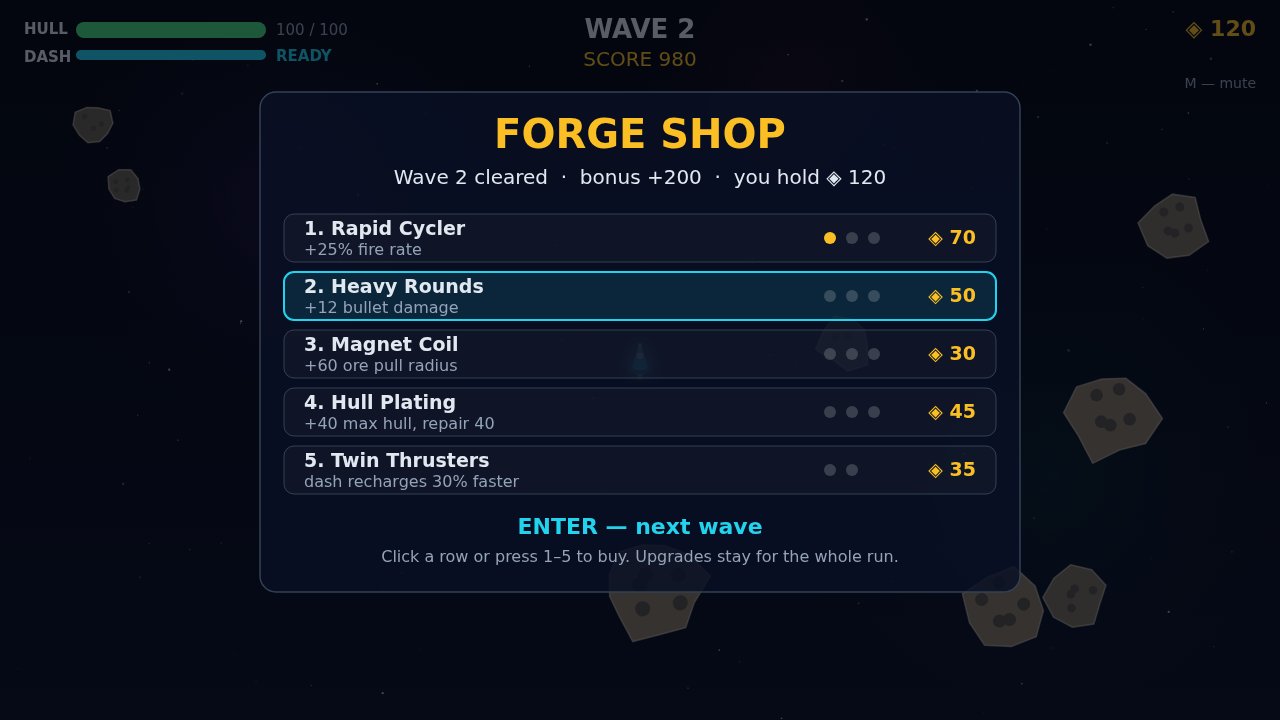 HULL 100 / 100
DASH READY
WAVE 2
SCORE 980
◈ 120
M — mute
FORGE SHOP
Wave 2 cleared · bonus +200 · you hold ◈ 120
1. Rapid Cycler
+25% fire rate
◈ 70
2. Heavy Rounds
+12 bullet damage
◈ 50
3. Magnet Coil
+60 ore pull radius
◈ 30
4. Hull Plating
+40 max hull, repair 40
◈ 45
5. Twin Thrusters
dash recharges 30% faster
◈ 35
ENTER — next wave
Click a row or press 1–5 to buy. Upgrades stay for the whole run.